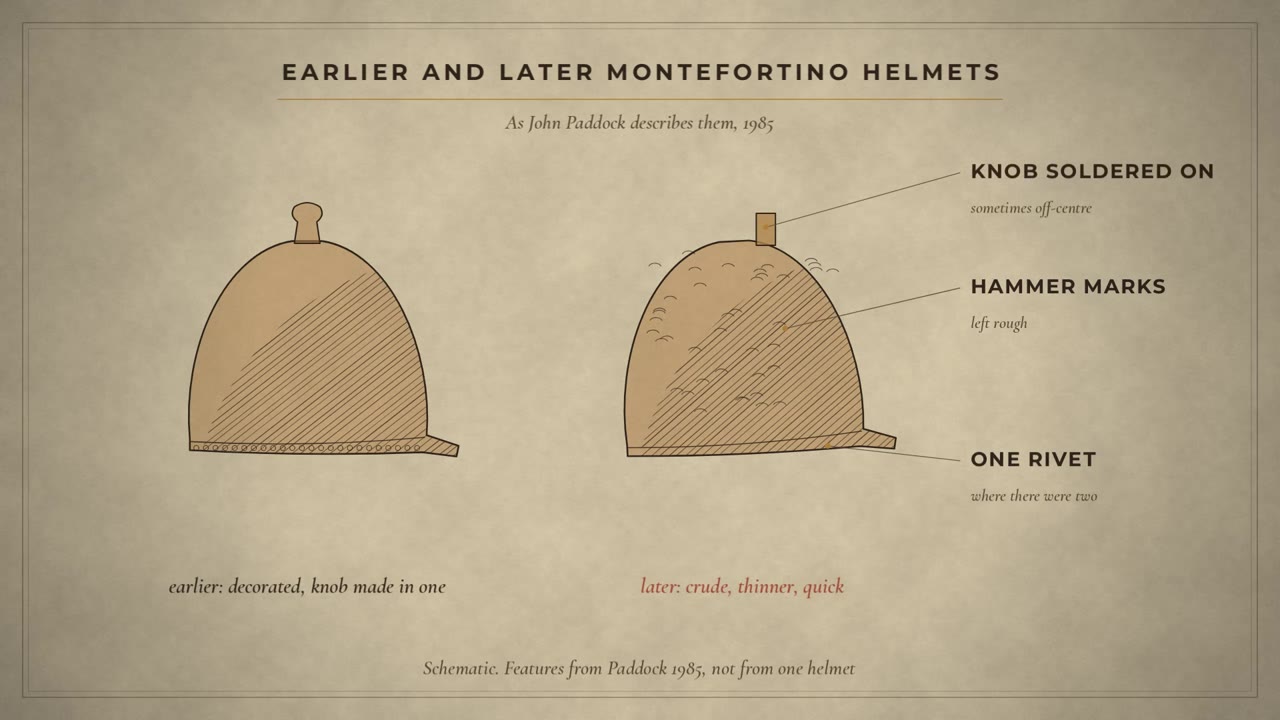 EARLIER AND LATER MONTEFORTINO HELMETS
As John Paddock describes them, 1985
KNOB SOLDERED ON
sometimes off-centre
HAMMER MARKS
left rough
ONE RIVET
where there were two
earlier: decorated, knob made in one
later: crude, thinner, quick
Schematic. Features from Paddock 1985, not from one helmet